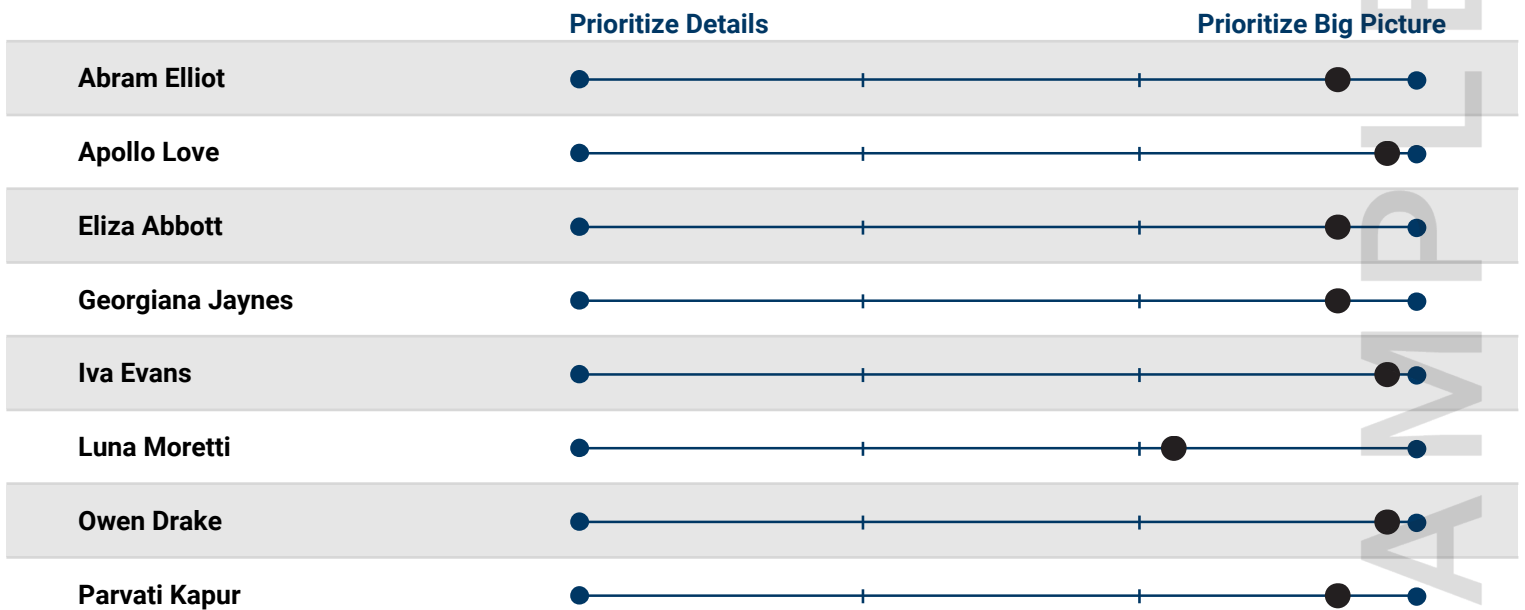 Prioritize Details Prioritize Big Picture
Abram Elliot
Apollo Love
Eliza Abbott
Georgiana Jaynes
Iva Evans
Luna Moretti
Owen Drake
Parvati Kapur
A M P L E